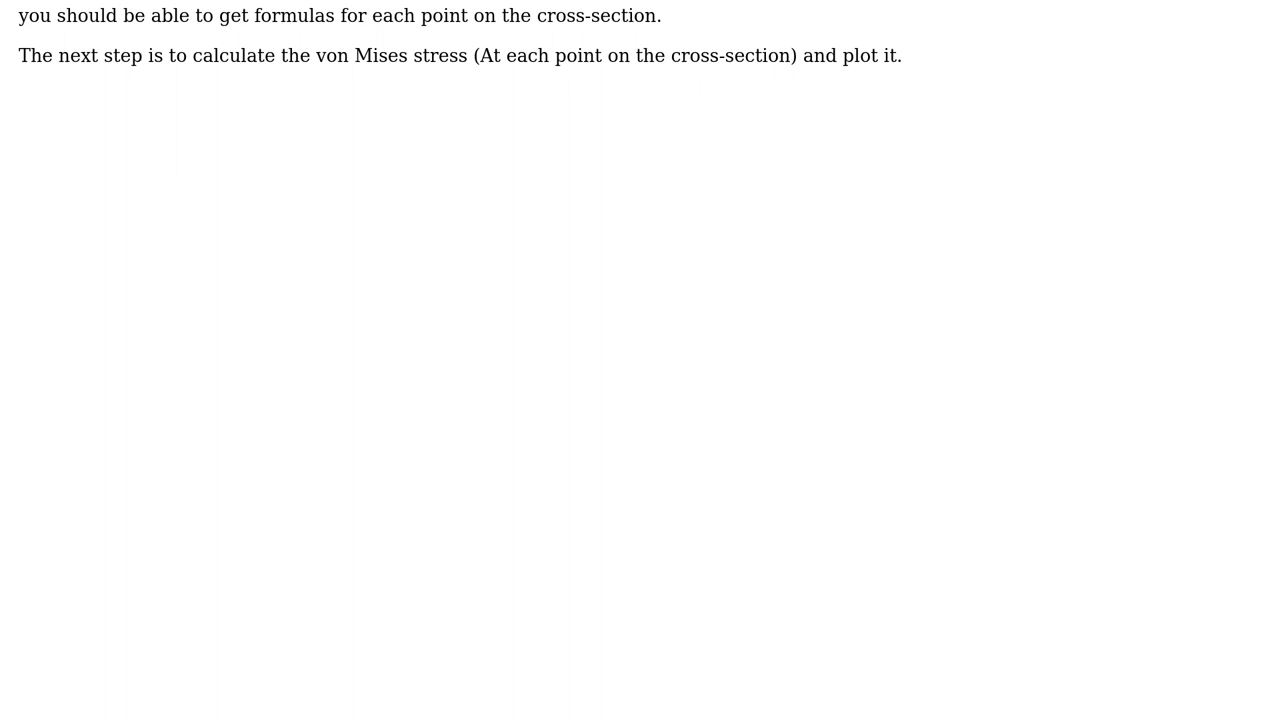 you should be able to get formulas for each point on the cross-section.
The next step is to calculate the von Mises stress (At each point on the cross-section) and plot it.